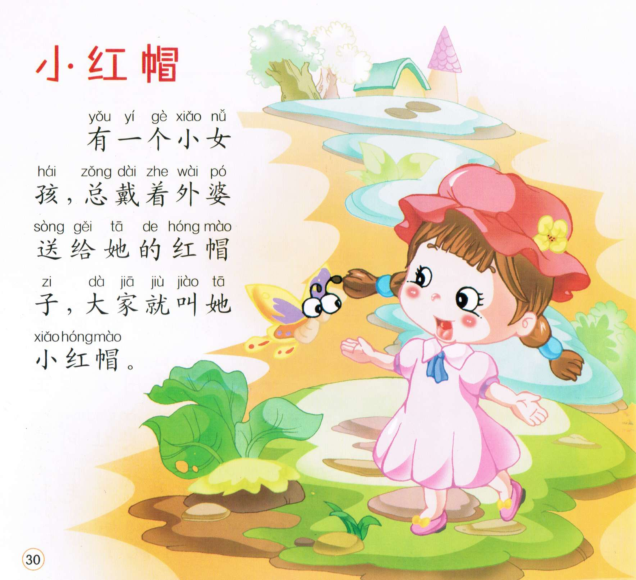 小红帽
yǒu yí gè xiǎo nǚ
有一个小女
hái zǒng dài zhe wài pó
孩，总戴着外婆
sòng gěi tā de hóng mào
送给她的红帽
zi dà jiā jiù jiào tā
子，大家就叫她
xiǎo hóng mào
小红帽。
30